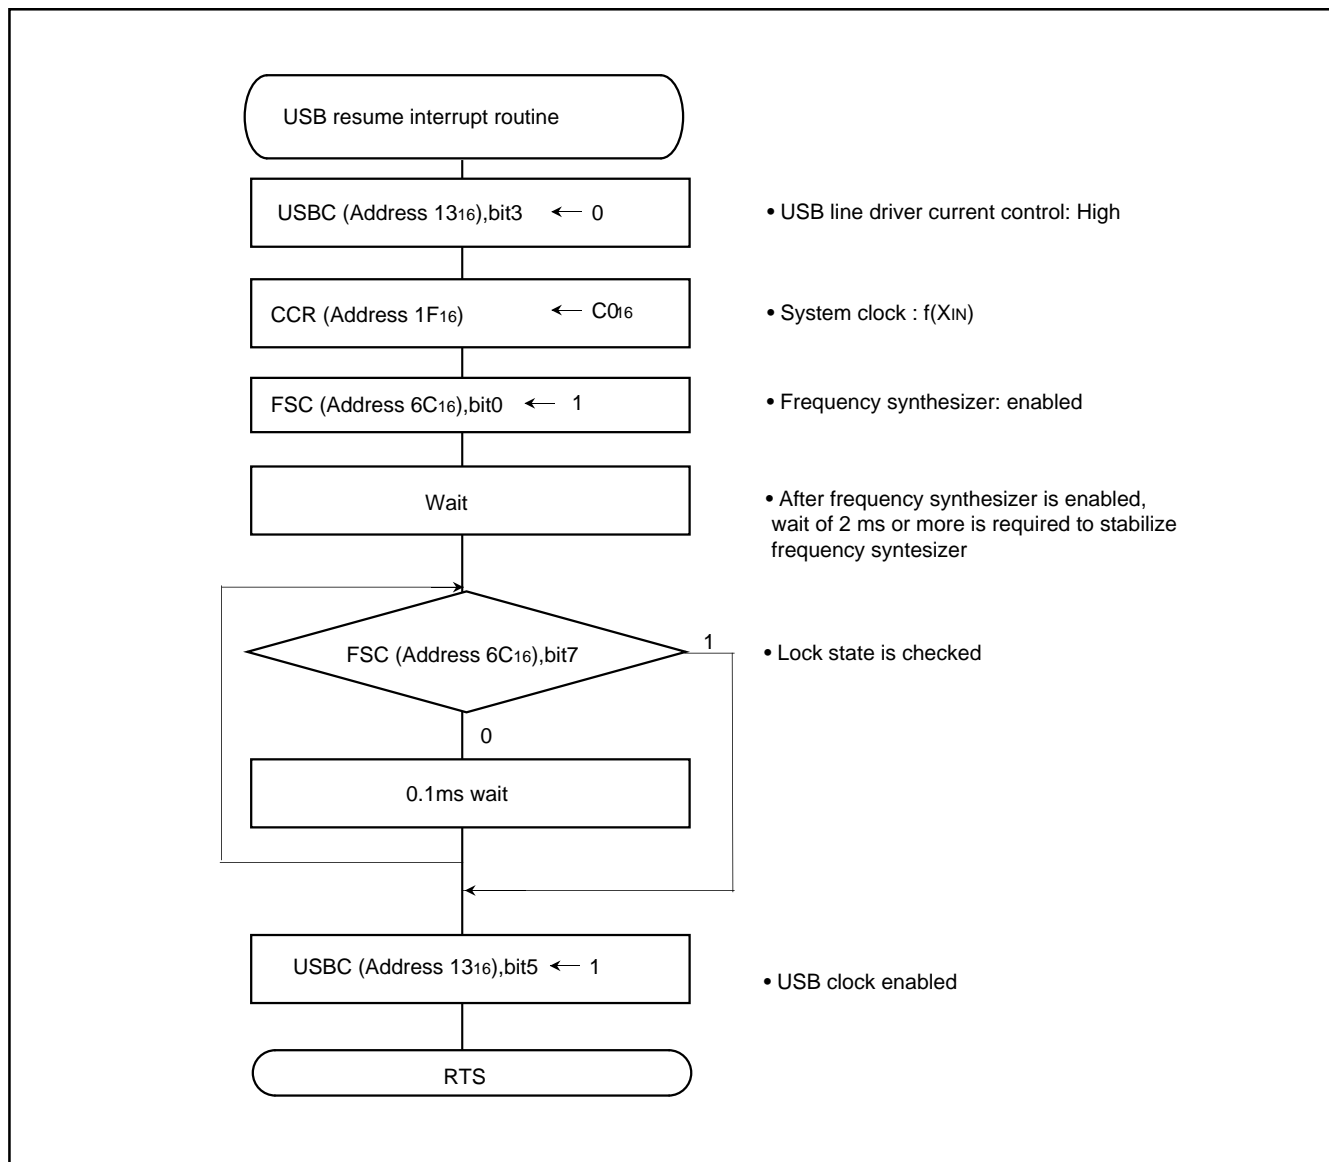 USB resume interrupt routine
USBC (Address 1316),bit3 ← 0
• USB line driver current control: High
CCR (Address 1F16) ← C016
• System clock : f(XIN)
FSC (Address 6C16),bit0 ← 1
• Frequency synthesizer: enabled
Wait
• After frequency synthesizer is enabled,
wait of 2 ms or more is required to stabilize
frequency syntesizer
FSC (Address 6C16),bit7
1
• Lock state is checked
0
0.1ms wait
USBC (Address 1316),bit5 ← 1
• USB clock enabled
RTS